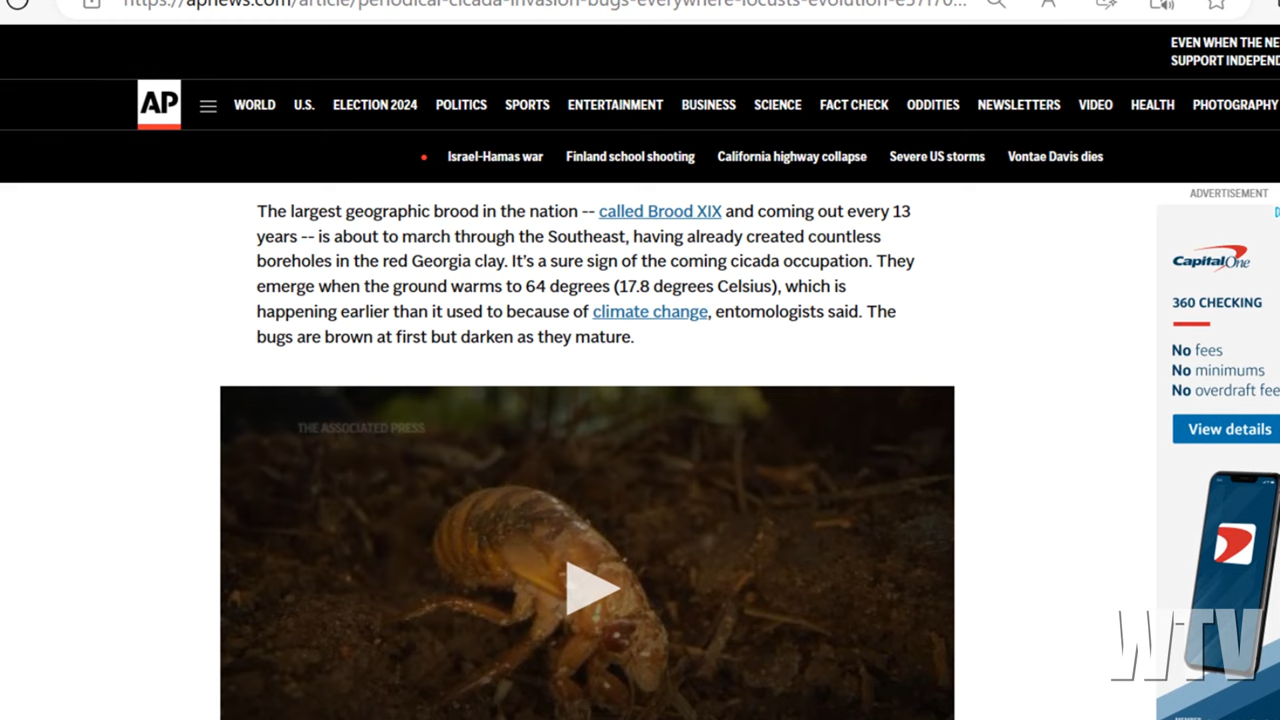 https://apnews.com/article/periodical-cicada-invasion-bugs-everywhere-locusts-evolution-e57f70...
EVEN WHEN THE NE
SUPPORT INDEPEND
AP
WORLD U.S. ELECTION 2024 POLITICS SPORTS ENTERTAINMENT BUSINESS SCIENCE FACT CHECK ODDITIES NEWSLETTERS VIDEO HEALTH PHOTOGRAPHY
Israel-Hamas war Finland school shooting California highway collapse Severe US storms Vontae Davis dies
ADVERTISEMENT
The largest geographic brood in the nation -- called Brood XIX and coming out every 13
years -- is about to march through the Southeast, having already created countless
boreholes in the red Georgia clay. It’s a sure sign of the coming cicada occupation. They
emerge when the ground warms to 64 degrees (17.8 degrees Celsius), which is
happening earlier than it used to because of climate change, entomologists said. The
bugs are brown at first but darken as they mature.
THE ASSOCIATED PRESS
Capital One
360 CHECKING
No fees
No minimums
No overdraft fee
View details
WTV